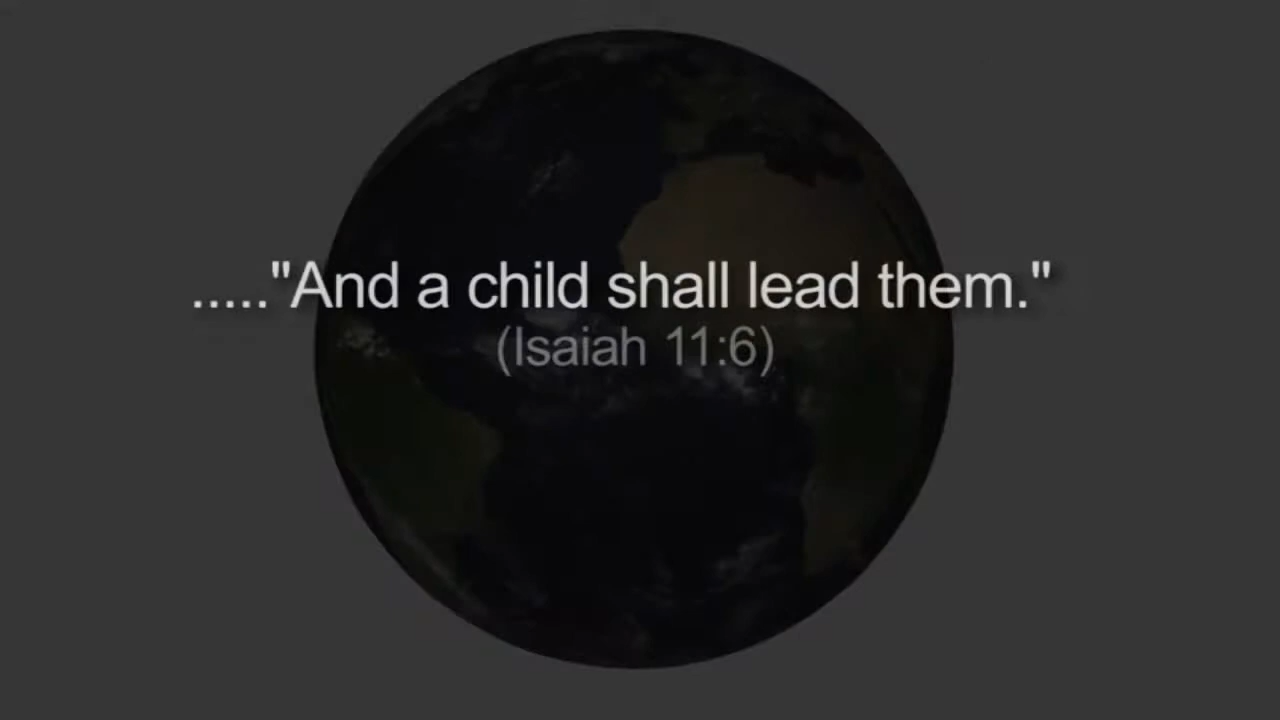 ....."And a child shall lead them."
(Isaiah 11:6)